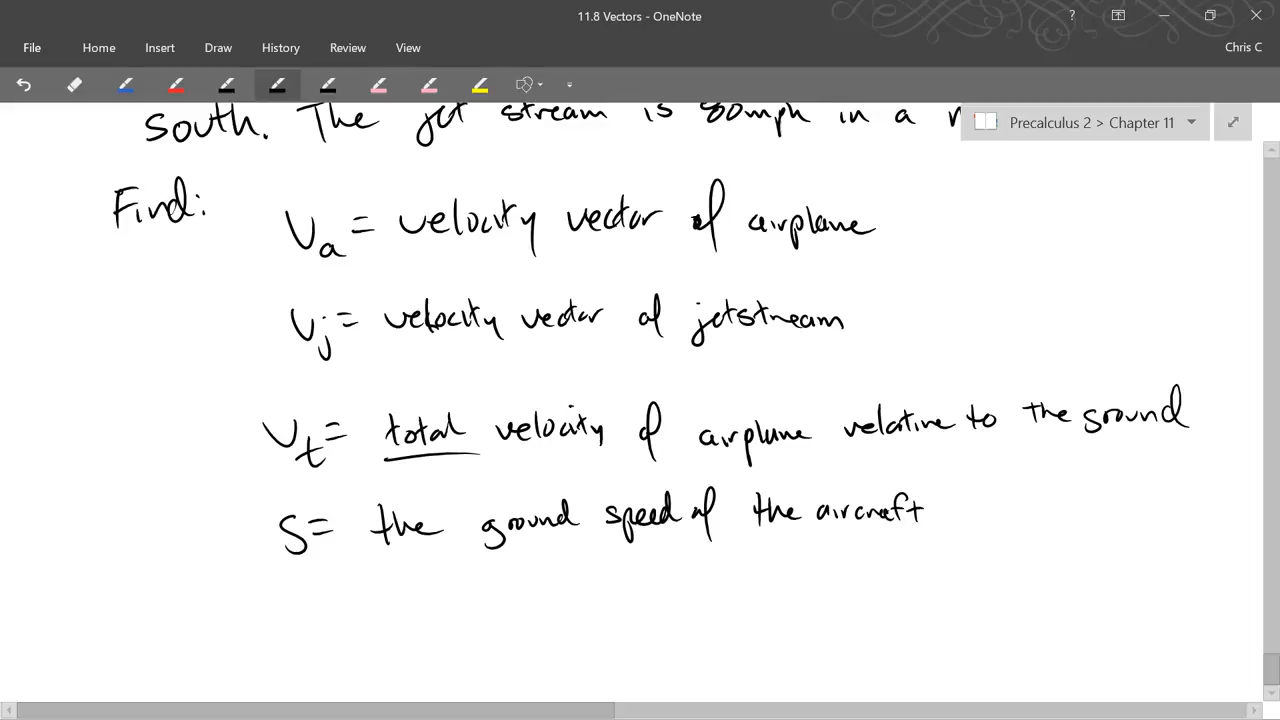 11.8 Vectors - OneNote
?
File Home Insert Draw History Review View Chris C
south. The jet stream is 80mph in a
Precalculus 2 > Chapter 11
Find: Va = velocity vector of airplane
Vj = velocity vector of jetstream
Vt = total velocity of airplane relative to the ground
S = the ground speed of the aircraft